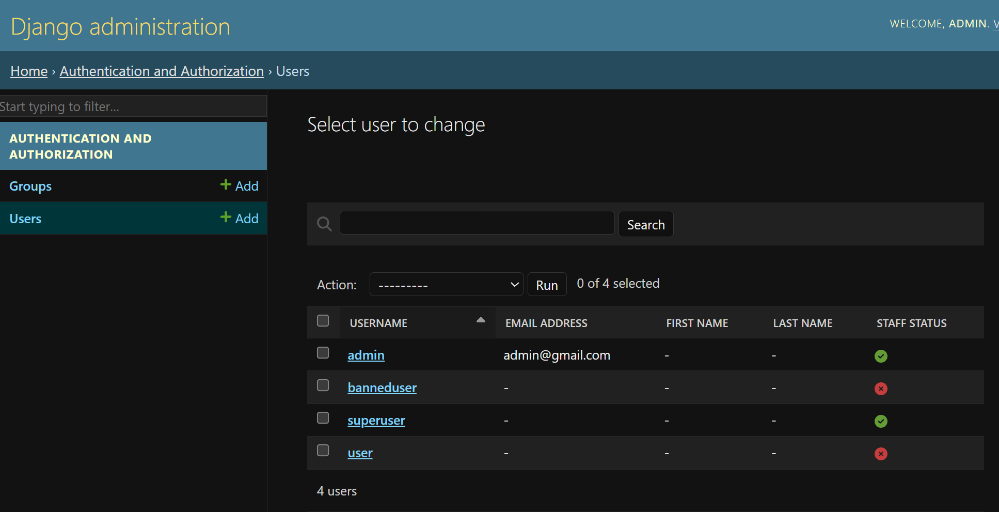 Django administration
WELCOME, ADMIN. V
Home › Authentication and Authorization › Users
Start typing to filter...
AUTHENTICATION AND
AUTHORIZATION
Groups + Add
Users + Add
Select user to change
Search
Action: --------- Run 0 of 4 selected
USERNAME EMAIL ADDRESS FIRST NAME LAST NAME STAFF STATUS
admin admin@gmail.com - -
banneduser - - -
superuser - - -
user - - -
4 users